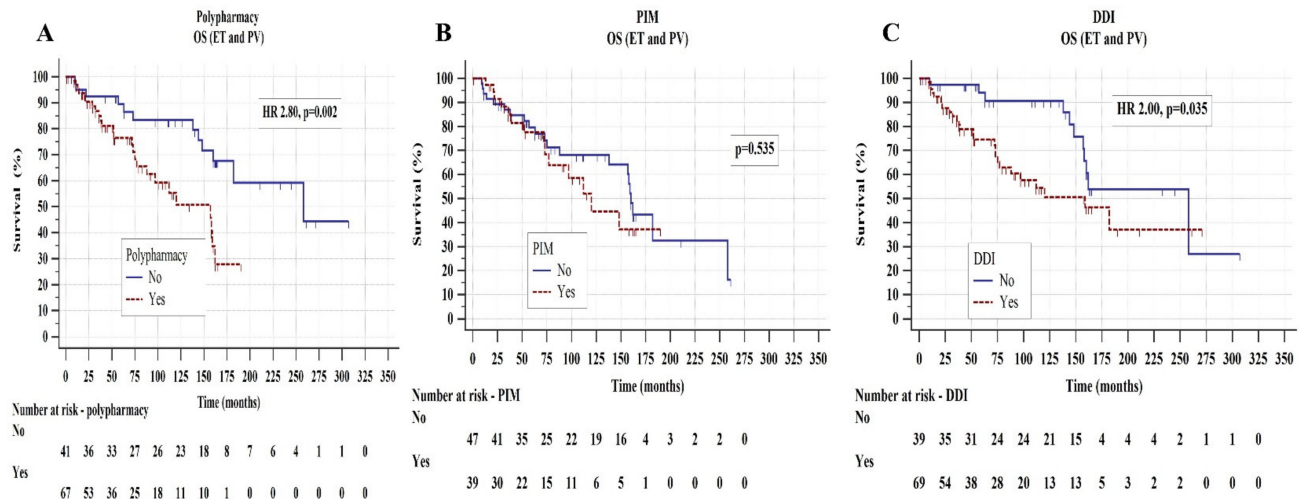 A
Polypharmacy
OS (ET and PV)
HR 2.80, p=0.002
Survival (%)
100
90
80
70
60
50
40
30
20
10
0
Polypharmacy
No
Yes
0 25 50 75 100 125 150 175 200 225 250 275 300 325 350
Time (months)
Number at risk - polypharmacy
No
41 36 33 27 26 23 18 8 7 6 4 1 1 0
Yes
67 53 36 25 18 11 10 1 0 0 0 0 0 0
B
PIM
OS (ET and PV)
p=0.535
Survival (%)
100
90
80
70
60
50
40
30
20
10
0
PIM
No
Yes
0 25 50 75 100 125 150 175 200 225 250 275 300 325 350
Time (months)
Number at risk - PIM
No
47 41 35 25 22 19 16 4 3 2 2 0
Yes
39 30 22 15 11 6 5 1 0 0 0 0
C
DDI
OS (ET and PV)
HR 2.00, p=0.035
Survival (%)
100
90
80
70
60
50
40
30
20
10
0
DDI
No
Yes
0 25 50 75 100 125 150 175 200 225 250 275 300 325 350
Time (months)
Number at risk - DDI
No
39 35 31 24 24 21 15 4 4 4 2 1 1 0
Yes
69 54 38 28 20 13 13 5 3 2 2 0 0 0